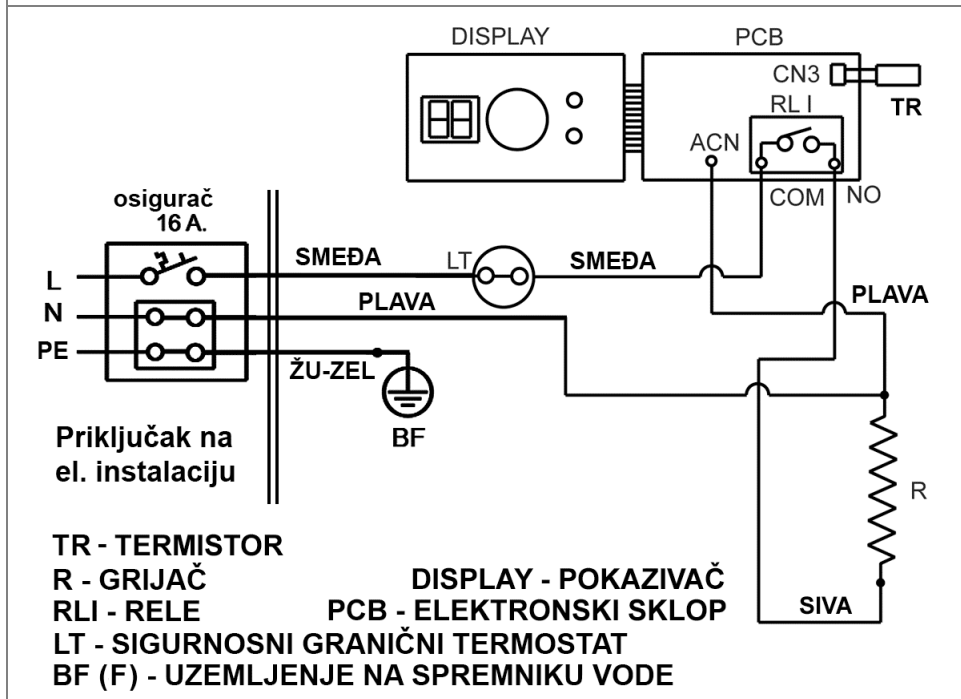 DISPLAY
PCB
CN3
TR
RL I
ACN
COM
NO
osigurač
16 A.
L
SMEĐA
LT
SMEĐA
N
PLAVA
PLAVA
PE
ŽU-ZEL
BF
Priključak na
el. instalaciju
R
SIVA
TR - TERMISTOR
R - GRIJAČ
DISPLAY - POKAZIVAČ
RLI - RELE
PCB - ELEKTRONSKI SKLOP
LT - SIGURNOSNI GRANIČNI TERMOSTAT
BF (F) - UZEMLJENJE NA SPREMNIKU VODE